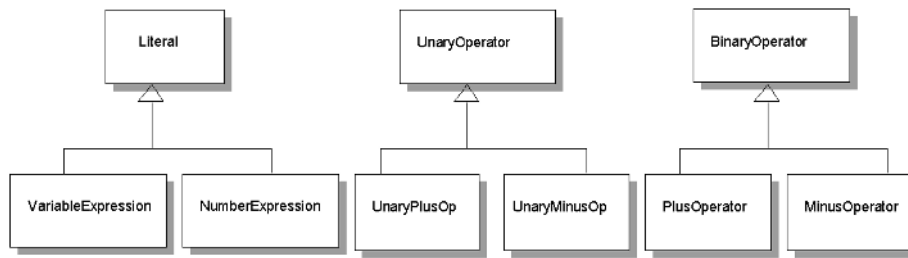 Literal
UnaryOperator
BinaryOperator
VariableExpression
NumberExpression
UnaryPlusOp
UnaryMinusOp
PlusOperator
MinusOperator